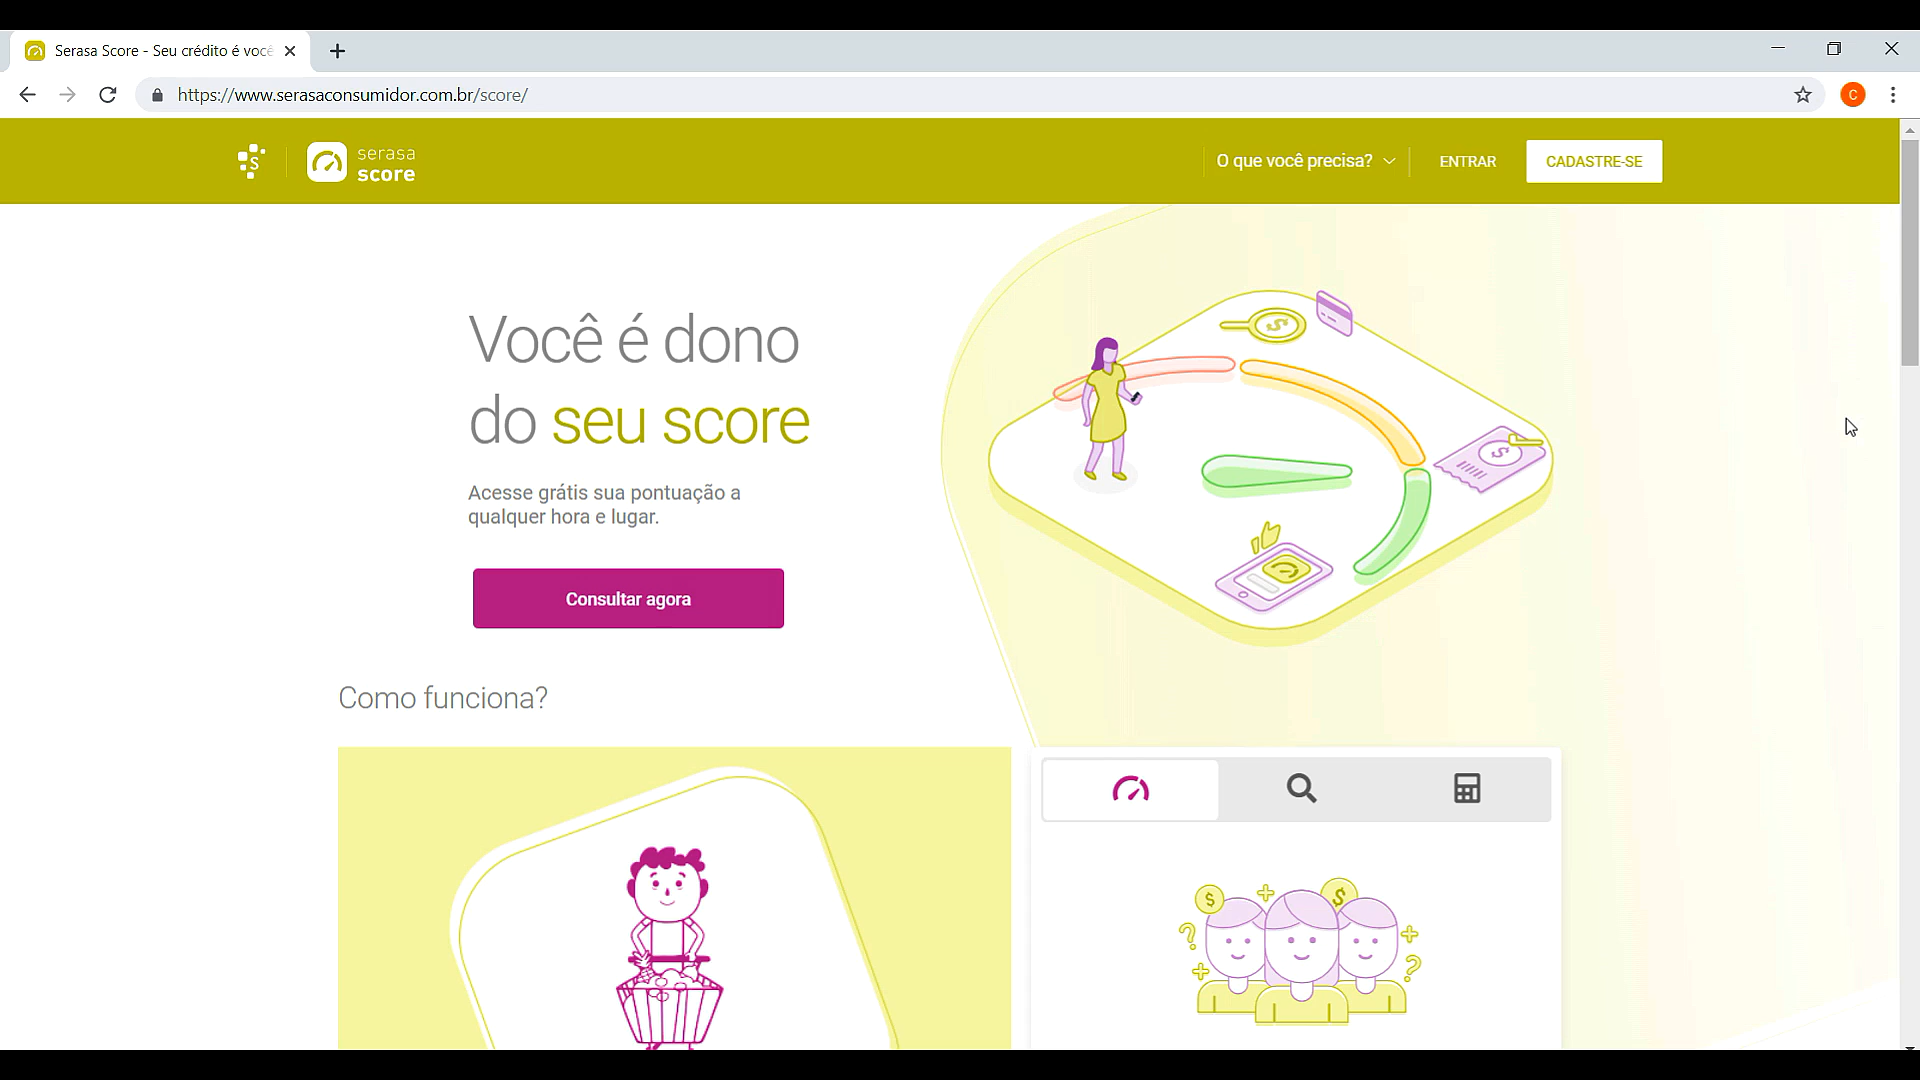 Serasa Score - Seu crédito é você
https://www.serasaconsumidor.com.br/score/
C
S
serasa
score
O que você precisa?
ENTRAR
CADASTRE-SE
Você é dono
do seu score
Acesse grátis sua pontuação a
qualquer hora e lugar.
Consultar agora
Como funciona?